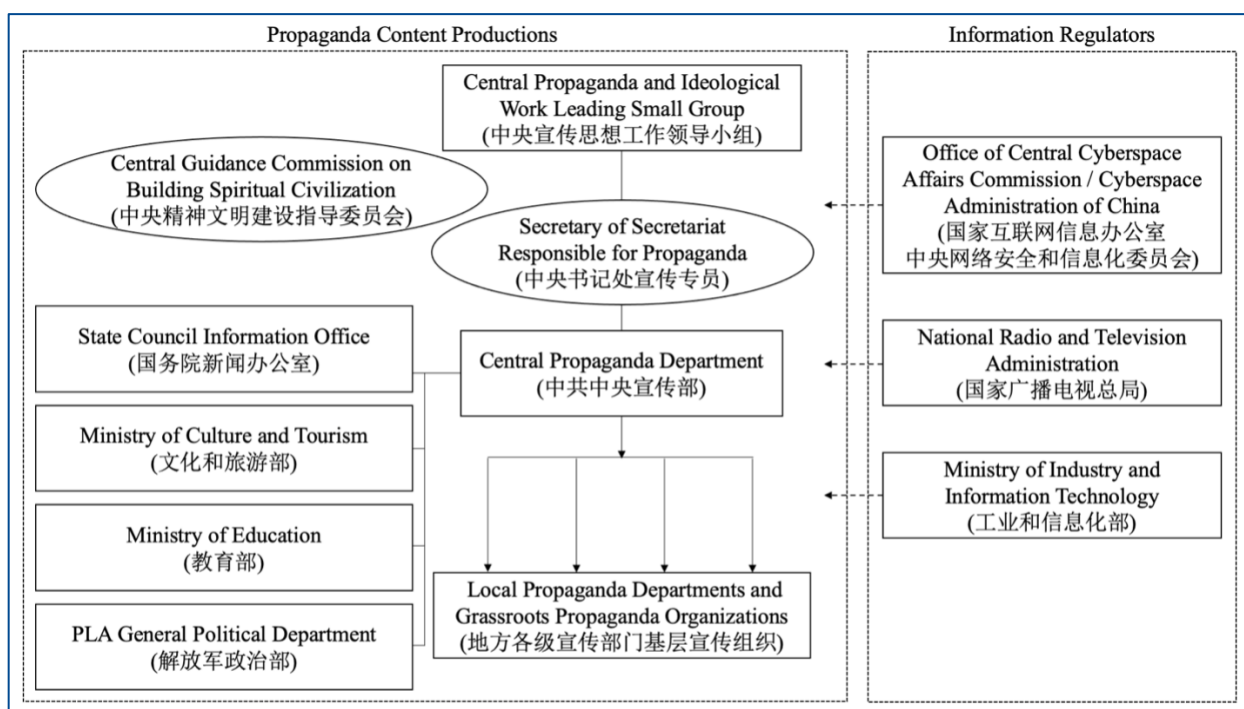 Propaganda Content Productions
Central Propaganda and Ideological
Work Leading Small Group
(中央宣传思想工作领导小组)
Central Guidance Commission on
Building Spiritual Civilization
(中央精神文明建设指导委员会)
Secretary of Secretariat
Responsible for Propaganda
(中央书记处宣传专员)
State Council Information Office
(国务院新闻办公室)
Central Propaganda Department
(中共中央宣传部)
Ministry of Culture and Tourism
(文化和旅游部)
Ministry of Education
(教育部)
PLA General Political Department
(解放军政治部)
Local Propaganda Departments and
Grassroots Propaganda Organizations
(地方各级宣传部门基层宣传组织)
Information Regulators
Office of Central Cyberspace
Affairs Commission / Cyberspace
Administration of China
(国家互联网信息办公室
中央网络安全和信息化委员会)
National Radio and Television
Administration
(国家广播电视总局)
Ministry of Industry and
Information Technology
(工业和信息化部)